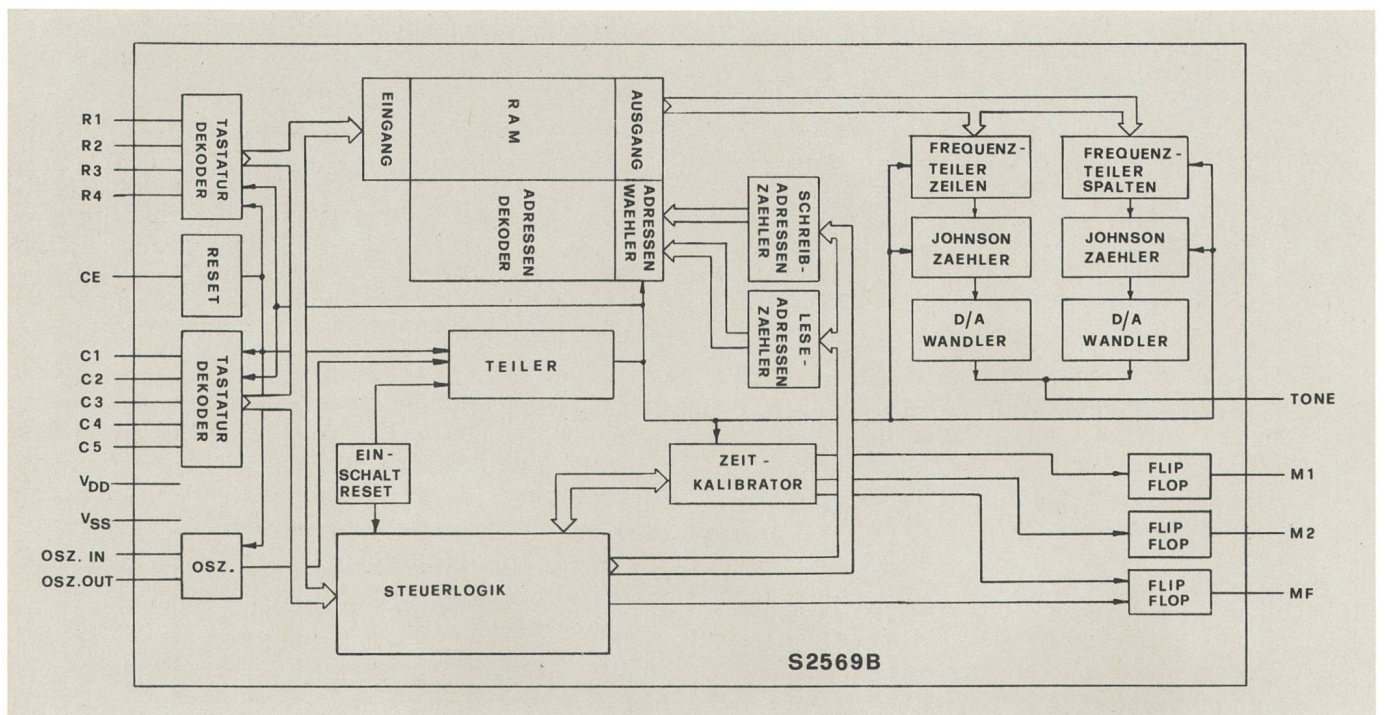 R1
R2
R3
R4
CE
C1
C2
C3
C4
C5
VDD
VSS
OSZ. IN
OSZ.OUT
TASTATUR
DEKODER
RESET
TASTATUR
DEKODER
OSZ.
EINGANG
RAM
AUSGANG
ADRESSEN
DEKODER
ADRESSEN
WAEHLER
SCHREIB-
ADRESSEN
ZAEHLER
LESE-
ADRESSEN
ZAEHLER
TEILER
EIN-
SCHALT
RESET
STEUERLOGIK
ZEIT-
KALIBRATOR
FREQUENZ-
TEILER
ZEILEN
JOHNSON
ZAEHLER
D/A
WANDLER
FREQUENZ-
TEILER
SPALTEN
JOHNSON
ZAEHLER
D/A
WANDLER
FLIP
FLOP
FLIP
FLOP
FLIP
FLOP
TONE
M1
M2
MF
S2569B